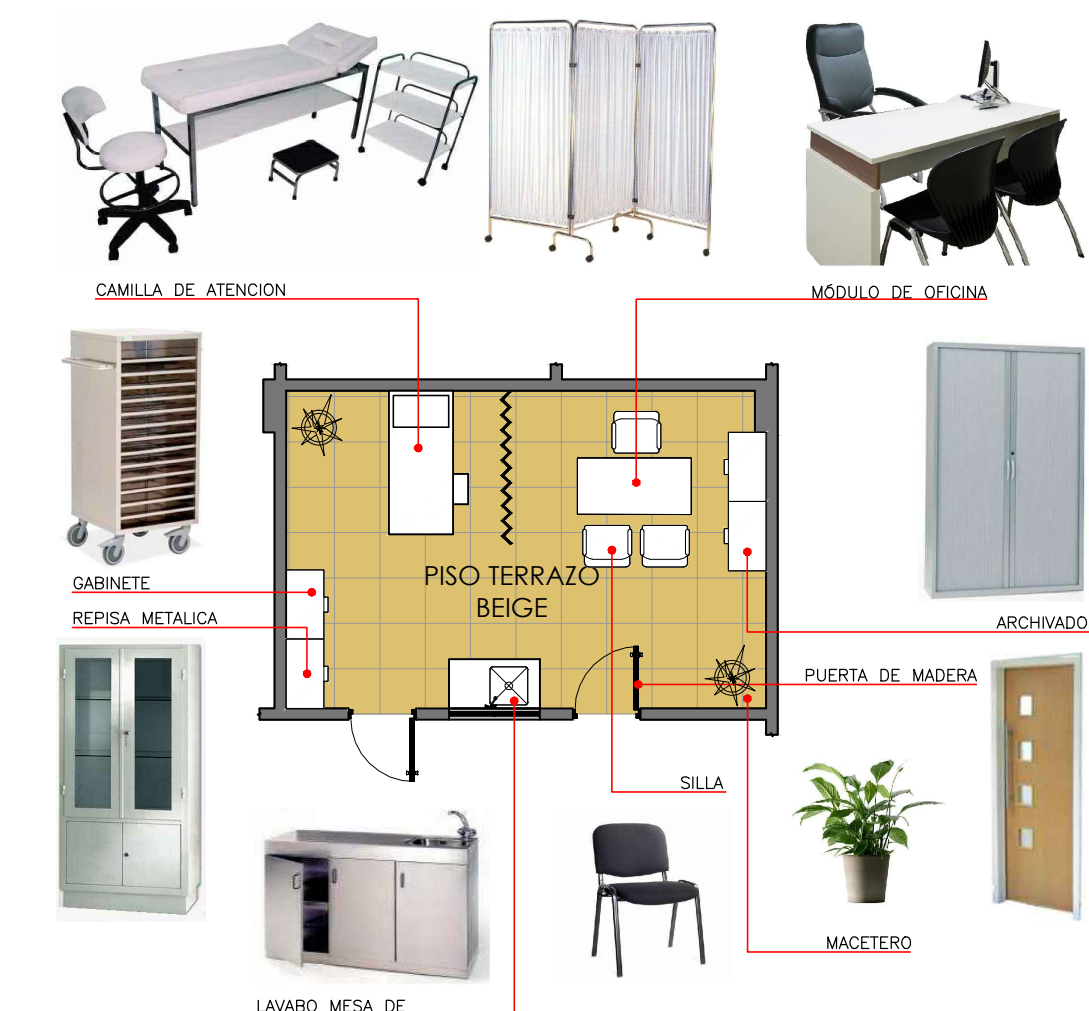 CAMILLA DE ATENCION
MÓDULO DE OFICINA
GABINETE
REPISA METALICA
PISO TERRAZO
BEIGE
ARCHIVADO
PUERTA DE MADERA
SILLA
MACETERO
LAVABO MESA DE